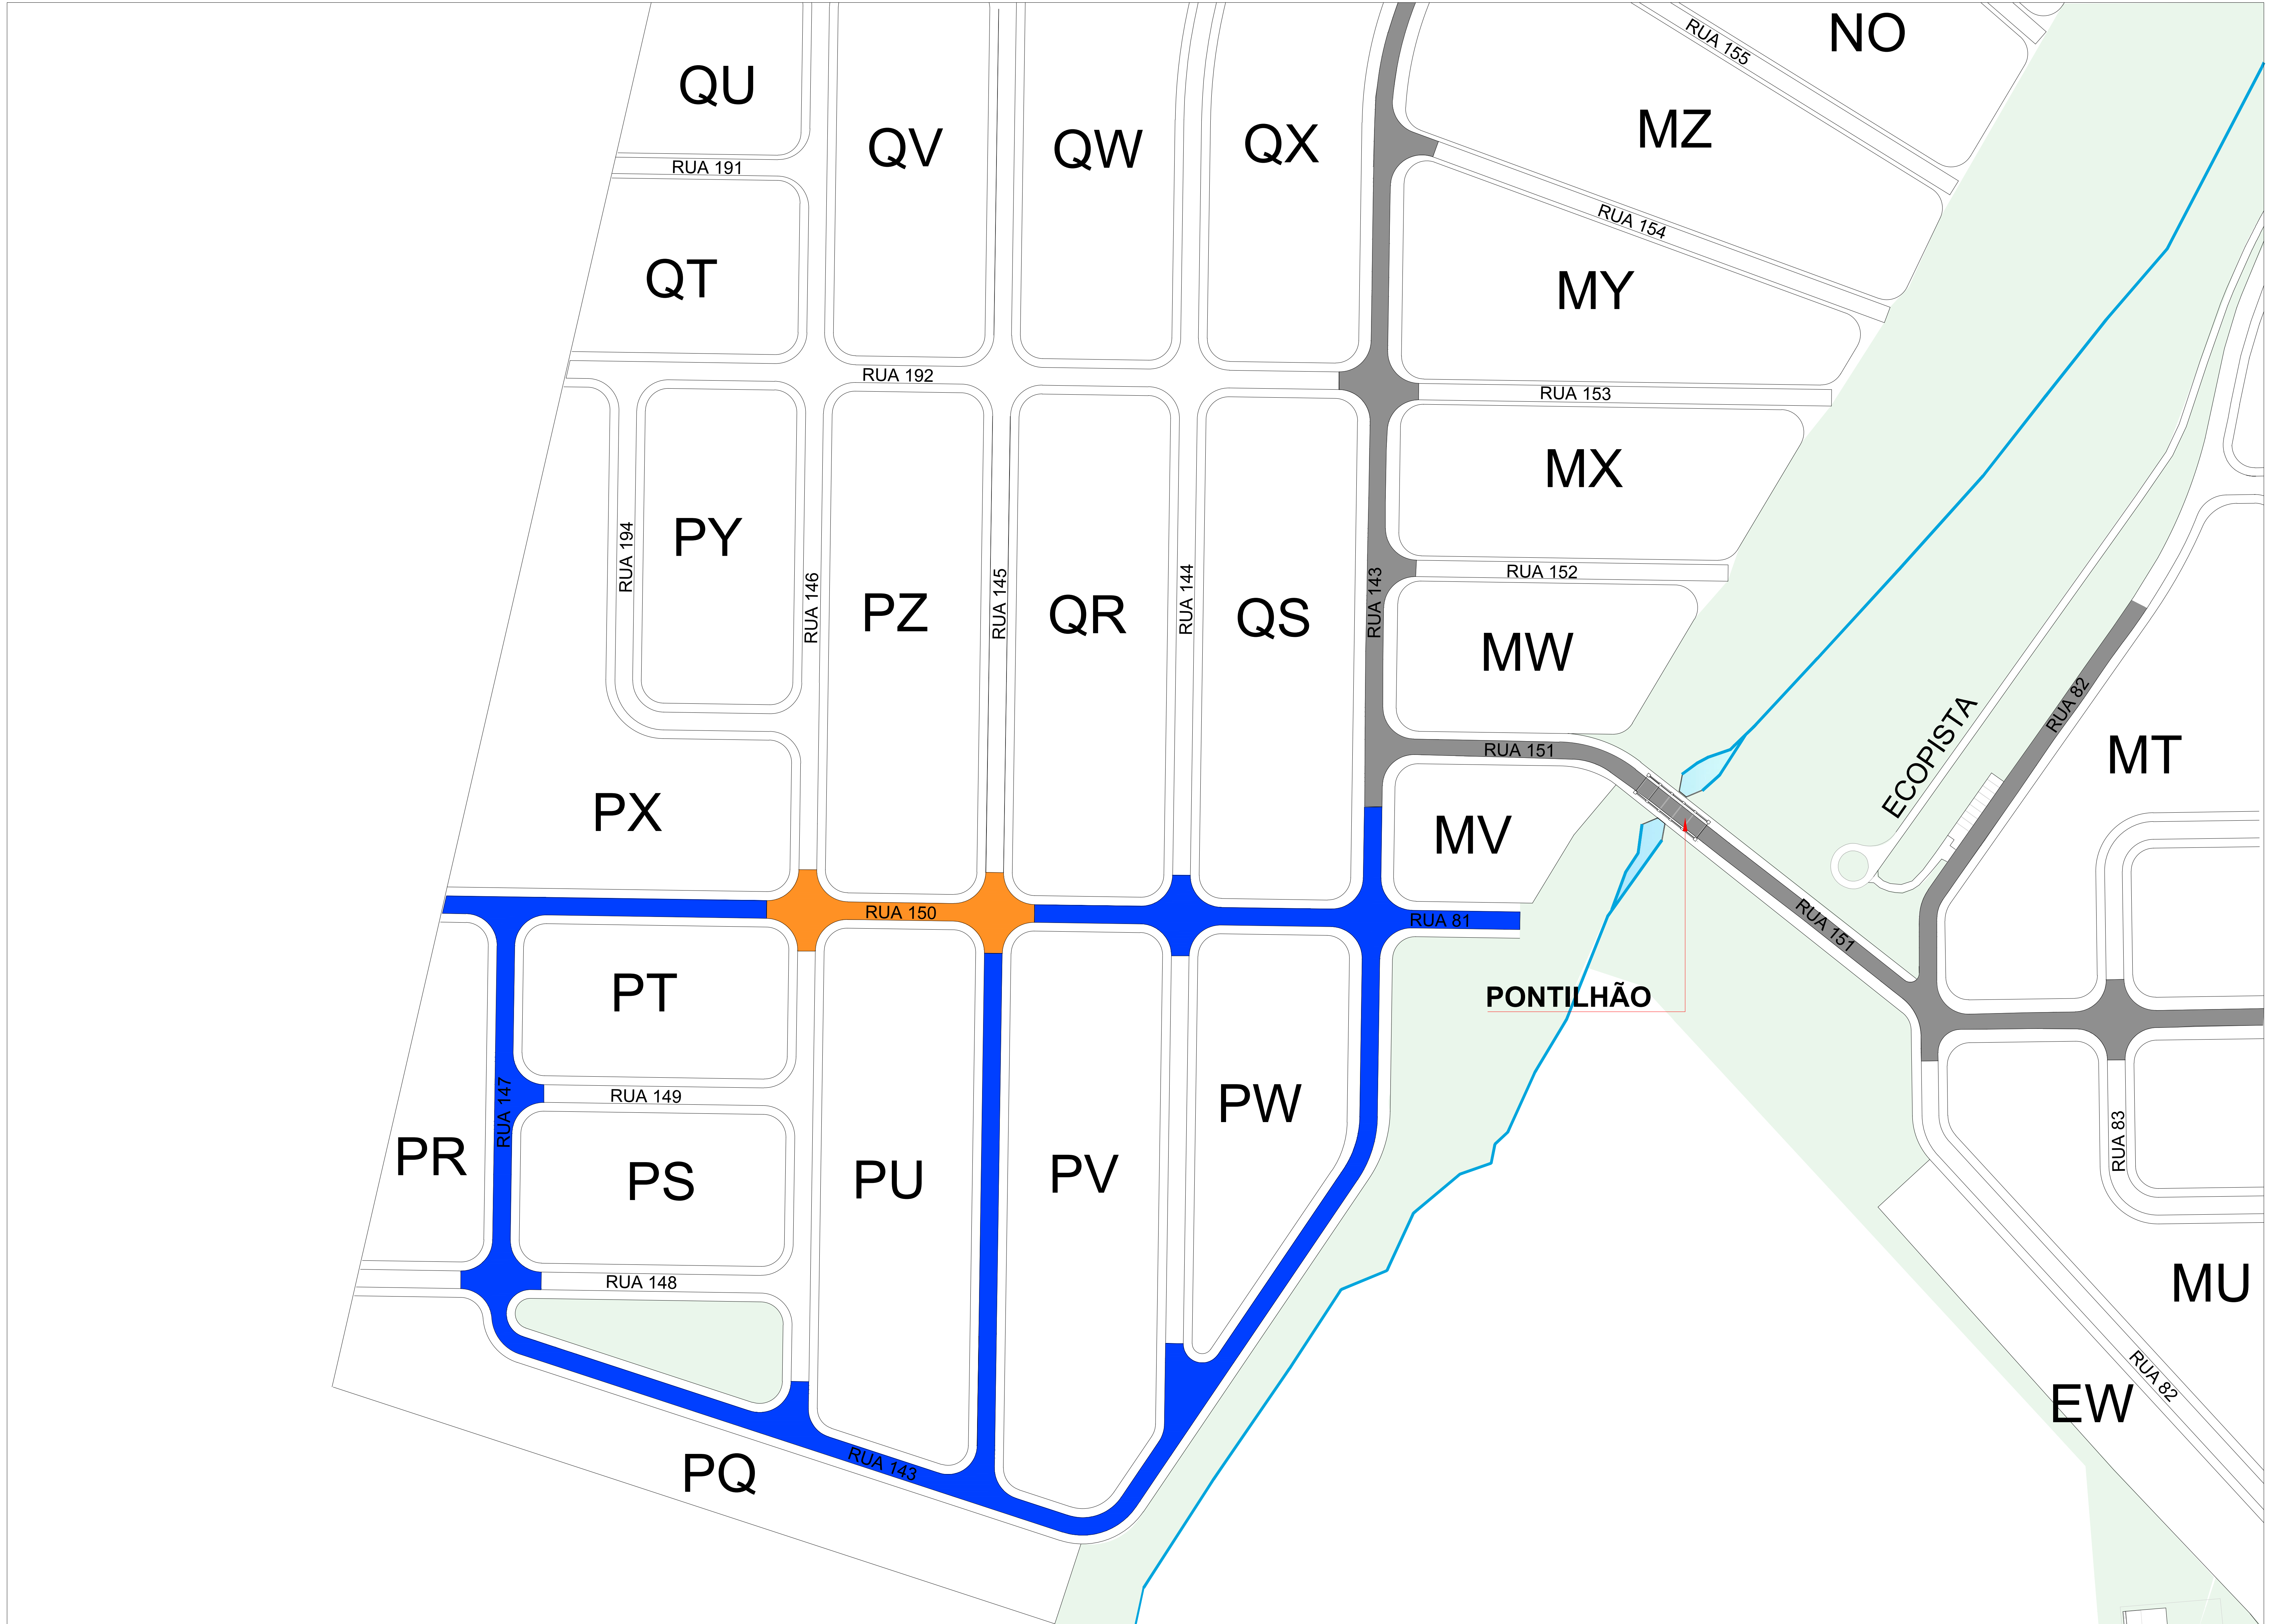 NO
RUA 155
QU
MZ
QV
QW
QX
RUA 191
RUA 154
QT
MY
RUA 192
RUA 153
MX
PY
RUA 194
RUA 146
PZ
RUA 145
QR
RUA 144
QS
RUA 143
RUA 152
MW
RUA 82
ECOPISTA
MT
RUA 151
PX
MV
RUA 150
RUA 81
RUA 151
PT
PONTILHÃO
RUA 149
RUA 147
PW
PR
PS
PU
PV
RUA 83
RUA 148
MU
RUA 82
EW
RUA 143
PQ